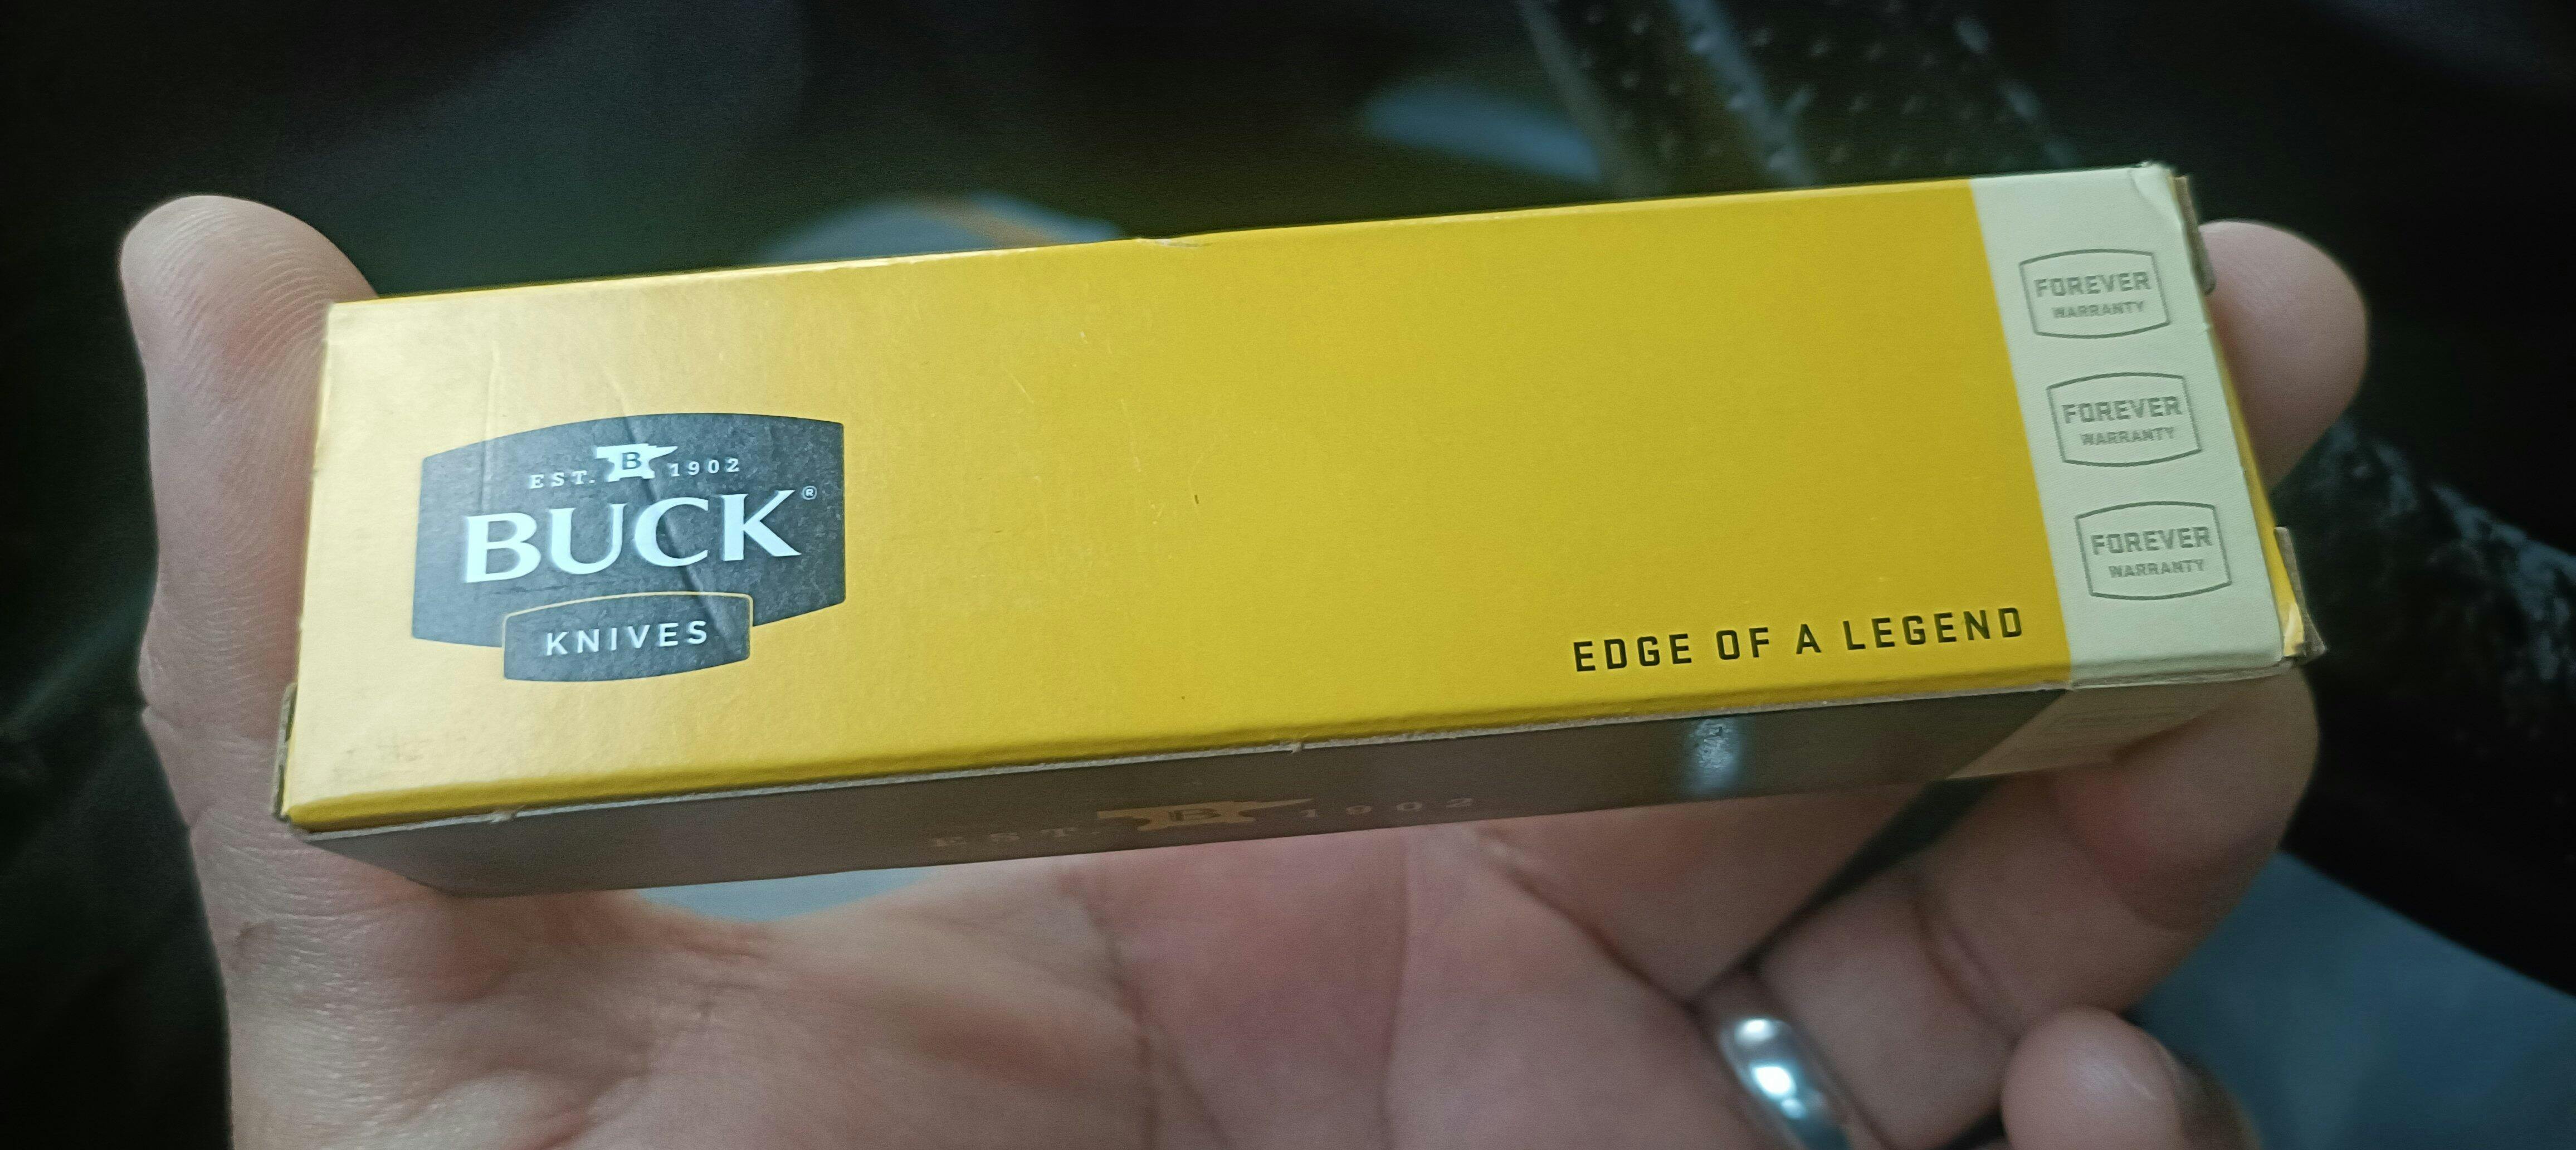 EST. B 1902
BUCK®
KNIVES
EDGE OF A LEGEND
FOREVER
WARRANTY
FOREVER
WARRANTY
FOREVER
WARRANTY
EST. B 1902